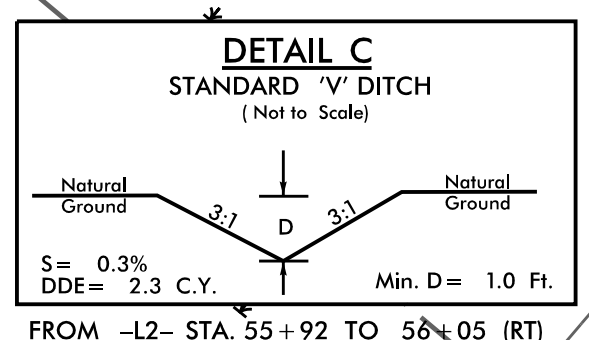 DETAIL C
STANDARD 'V' DITCH
( Not to Scale)
Natural
Ground
3:1
D
3:1
Natural
Ground
S= 0.3%
DDE= 2.3 C.Y.
Min. D= 1.0 Ft.
FROM -L2- STA. 55+92 TO 56+05 (RT)